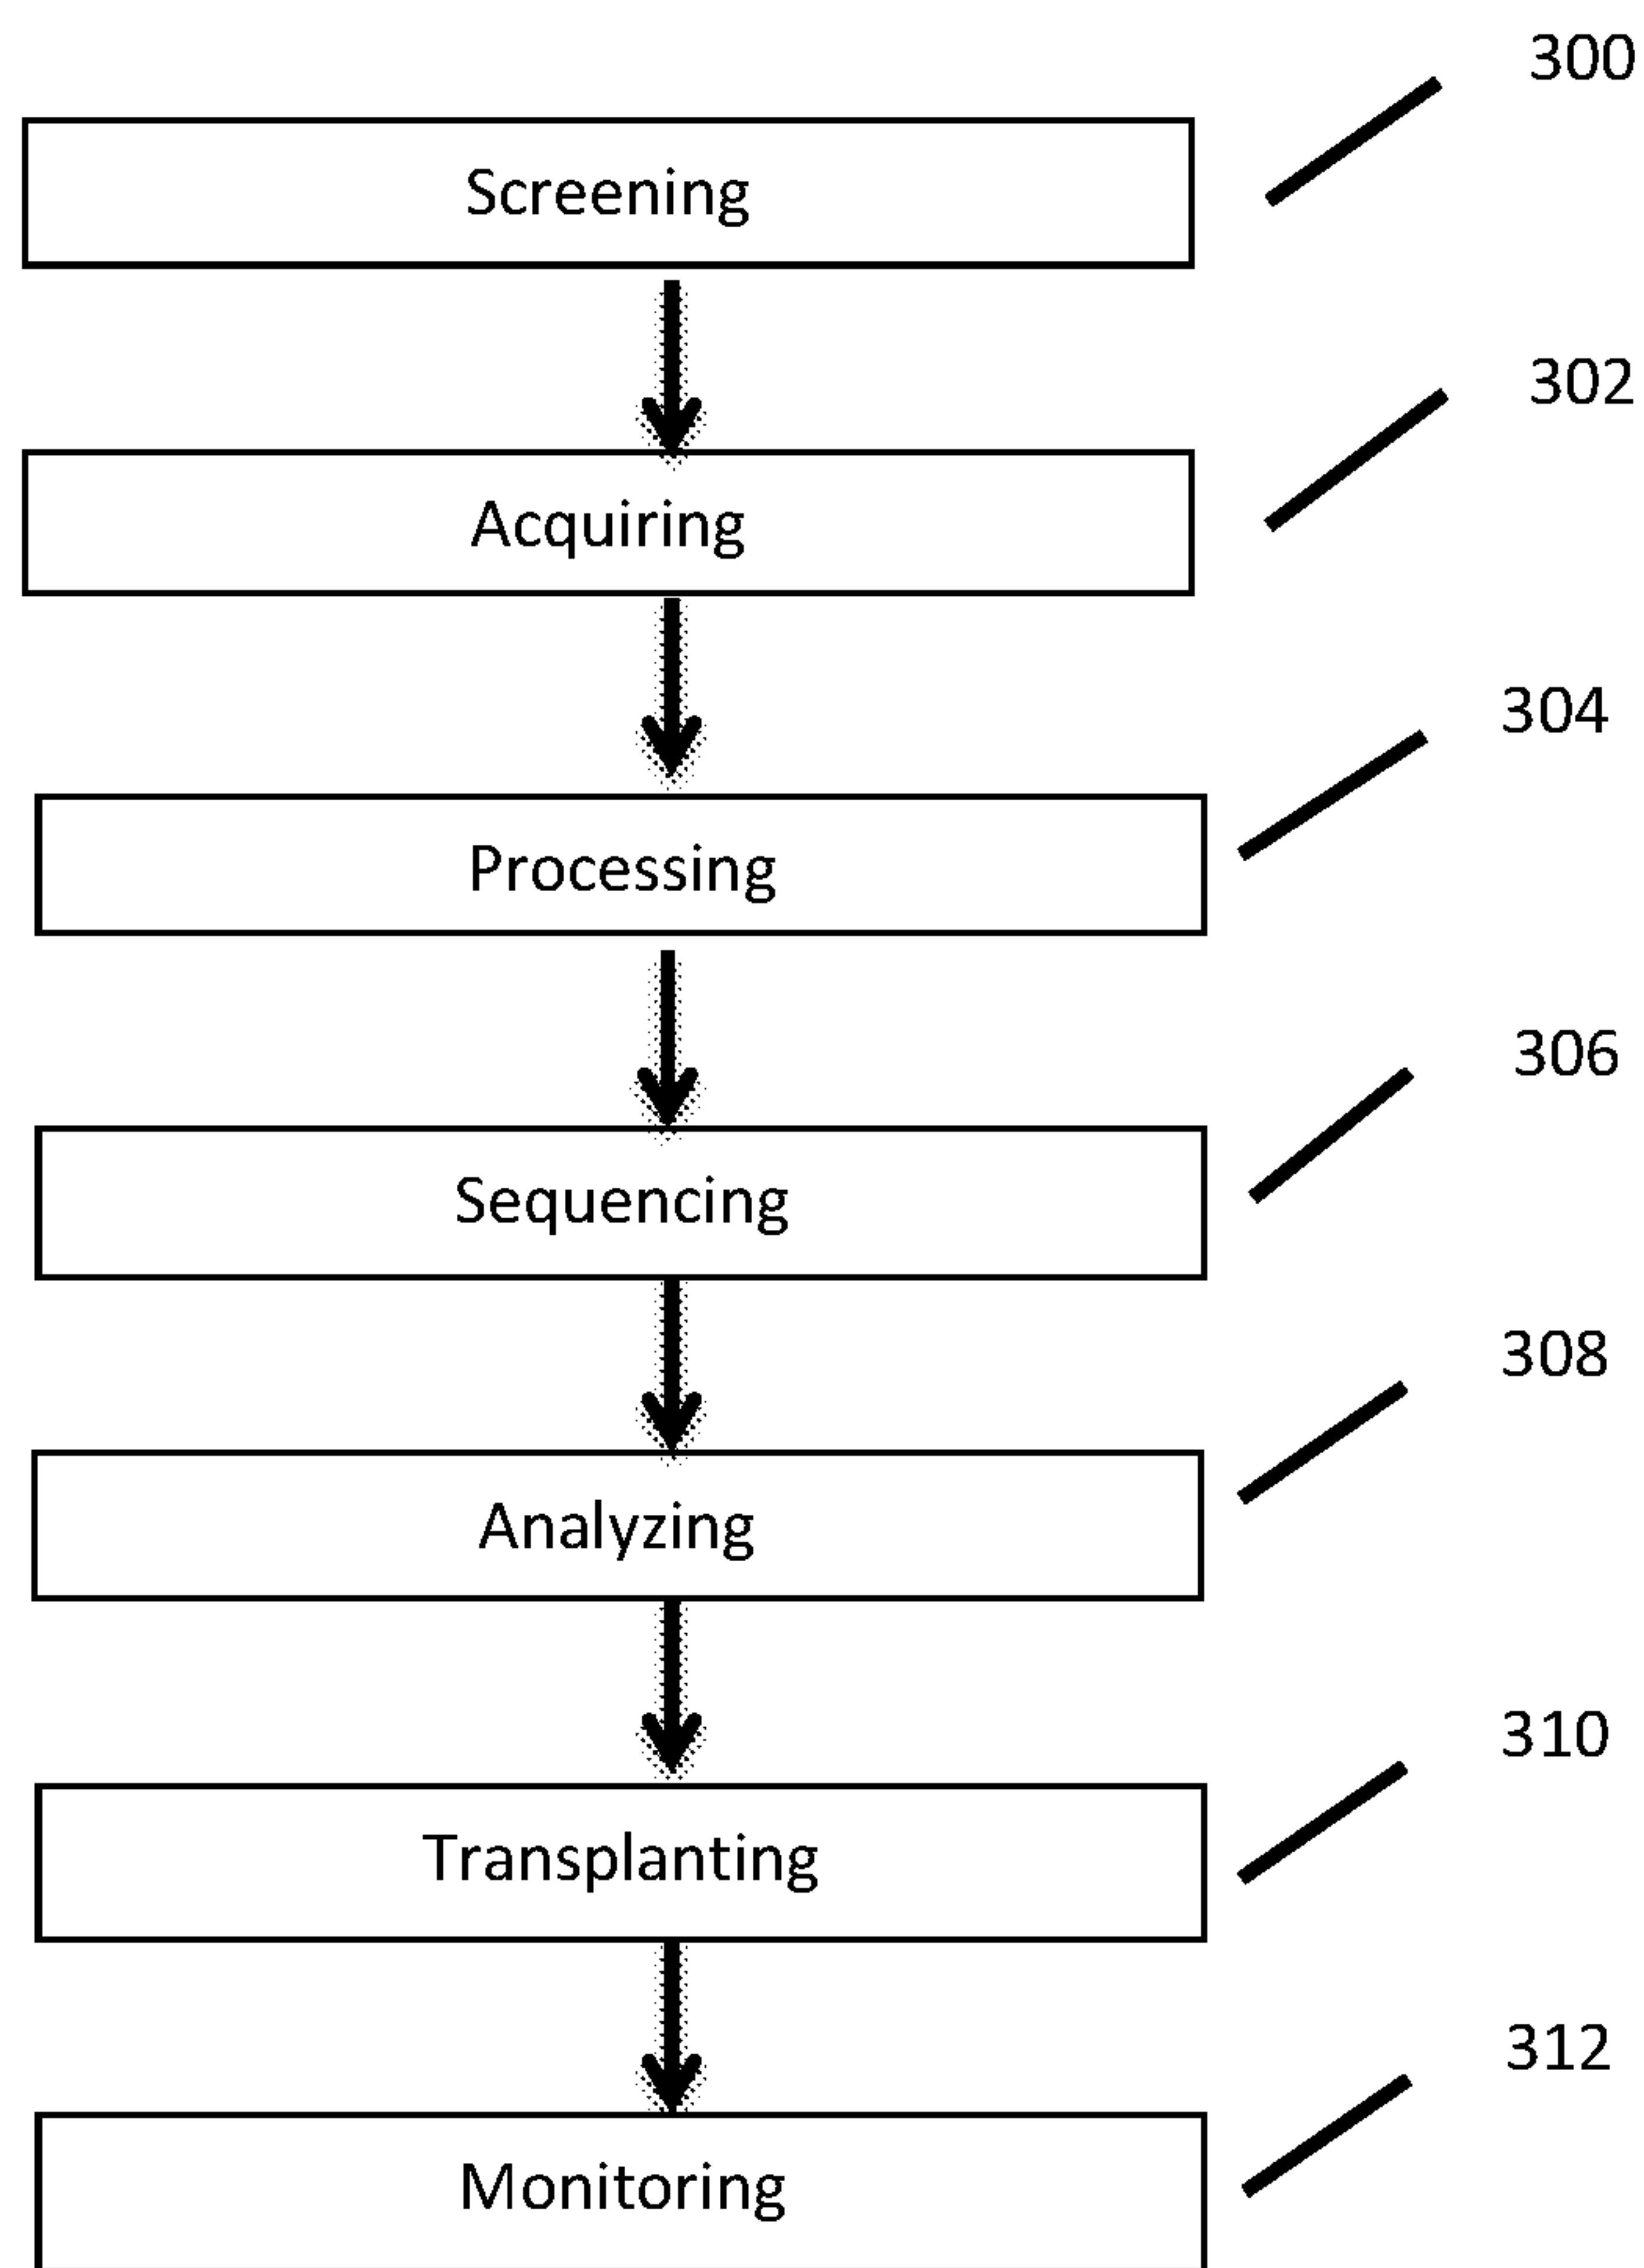 300
Screening
302
Acquiring
304
Processing
306
Sequencing
308
Analyzing
310
Transplanting
312
Monitoring